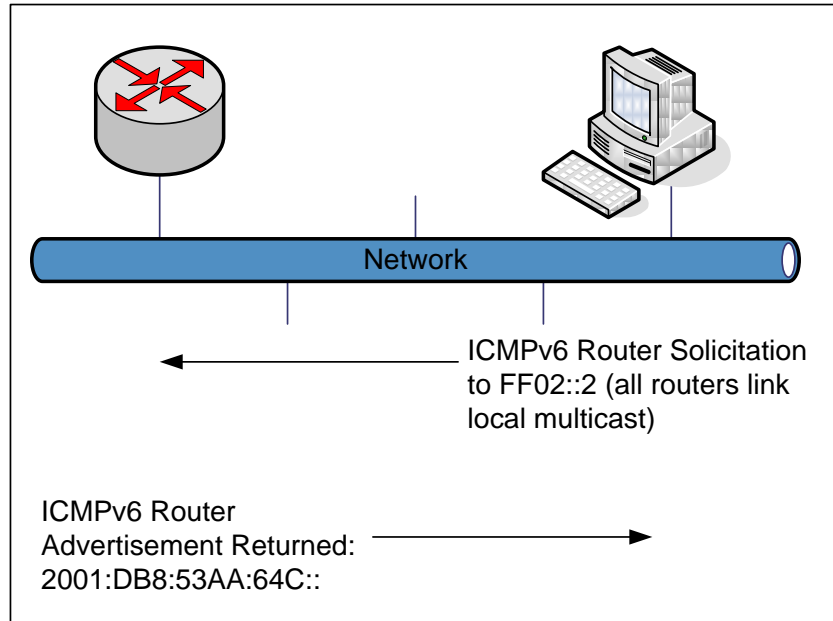 Network
ICMPv6 Router Solicitation
to FF02::2 (all routers link
local multicast)
ICMPv6 Router
Advertisement Returned:
2001:DB8:53AA:64C::